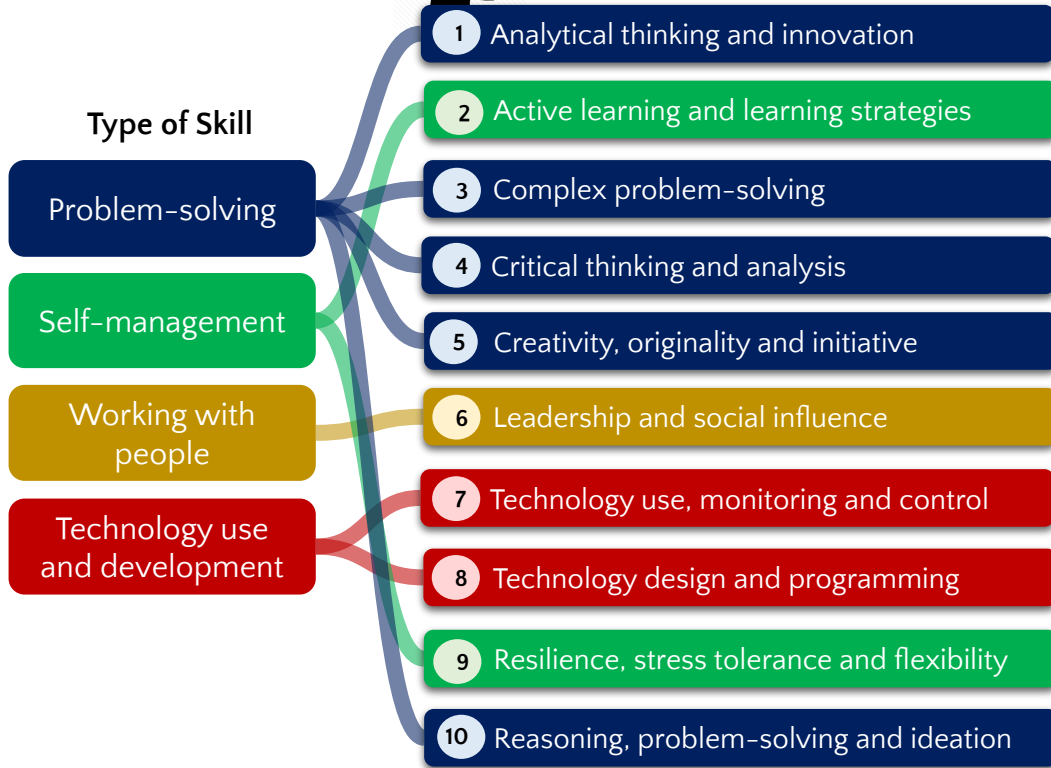 Type of Skill
Problem-solving
Self-management
Working with
people
Technology use
and development
1 Analytical thinking and innovation
2 Active learning and learning strategies
3 Complex problem-solving
4 Critical thinking and analysis
5 Creativity, originality and initiative
6 Leadership and social influence
7 Technology use, monitoring and control
8 Technology design and programming
9 Resilience, stress tolerance and flexibility
10 Reasoning, problem-solving and ideation